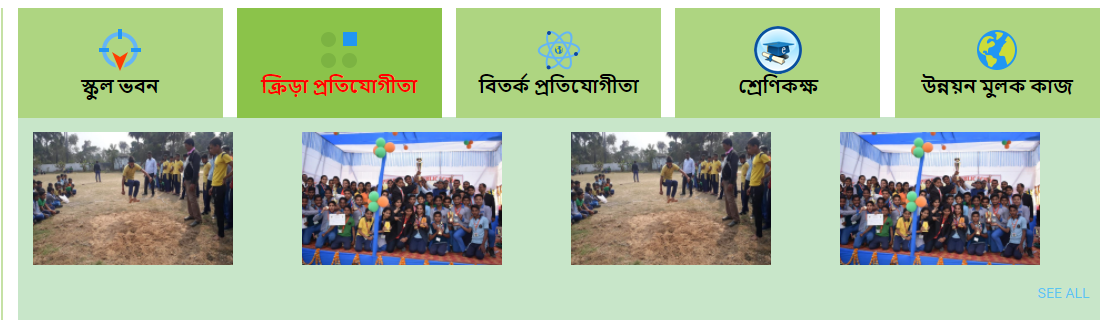 স্কুল ভবন
ক্রিড়া প্রতিযোগীতা
বিতর্ক প্রতিযোগীতা
শ্রেণিকক্ষ
উন্নয়ন মুলক কাজ
SEE ALL